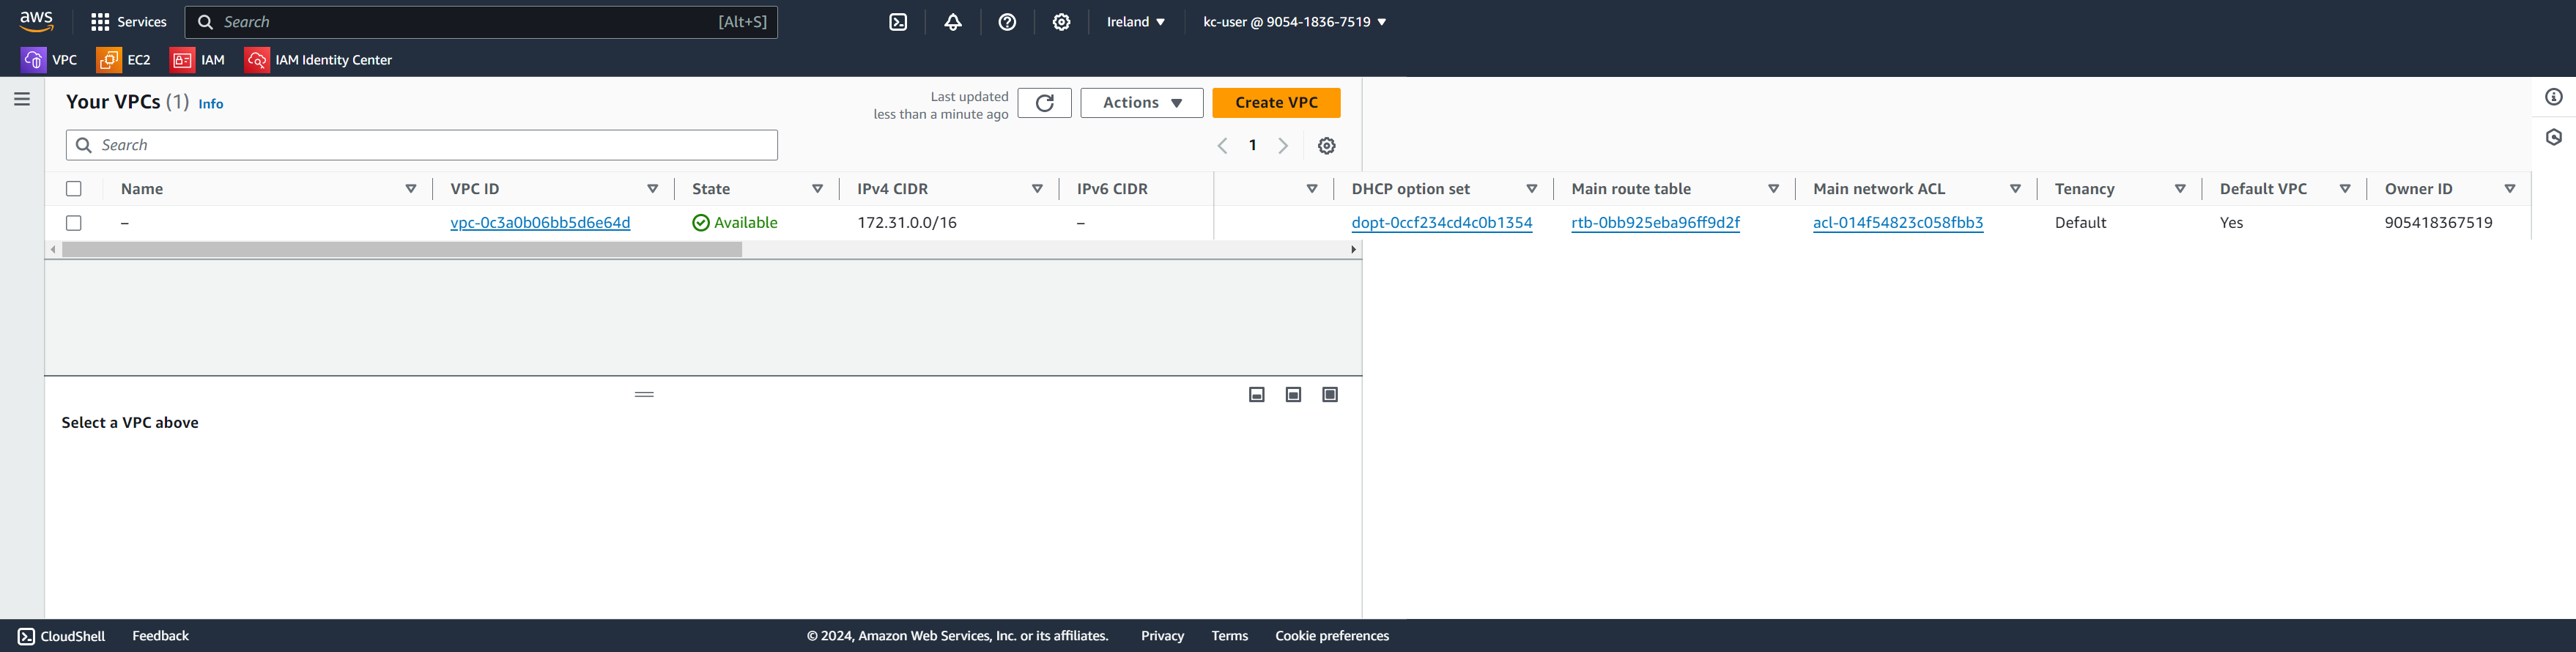 aws Services Search [Alt+S] Ireland kc-user @ 9054-1836-7519
VPC EC2 IAM IAM Identity Center
Your VPCs (1) Info
Last updated
less than a minute ago
Actions
Create VPC
Search
1
Name VPC ID State IPv4 CIDR IPv6 CIDR DHCP option set Main route table Main network ACL Tenancy Default VPC Owner ID
– vpc-0c3a0b06bb5d6e64d Available 172.31.0.0/16 – dopt-0ccf234cd4c0b1354 rtb-0bb925eba96ff9d2f acl-014f54823c058fbb3 Default Yes 905418367519
Select a VPC above
CloudShell Feedback © 2024, Amazon Web Services, Inc. or its affiliates. Privacy Terms Cookie preferences